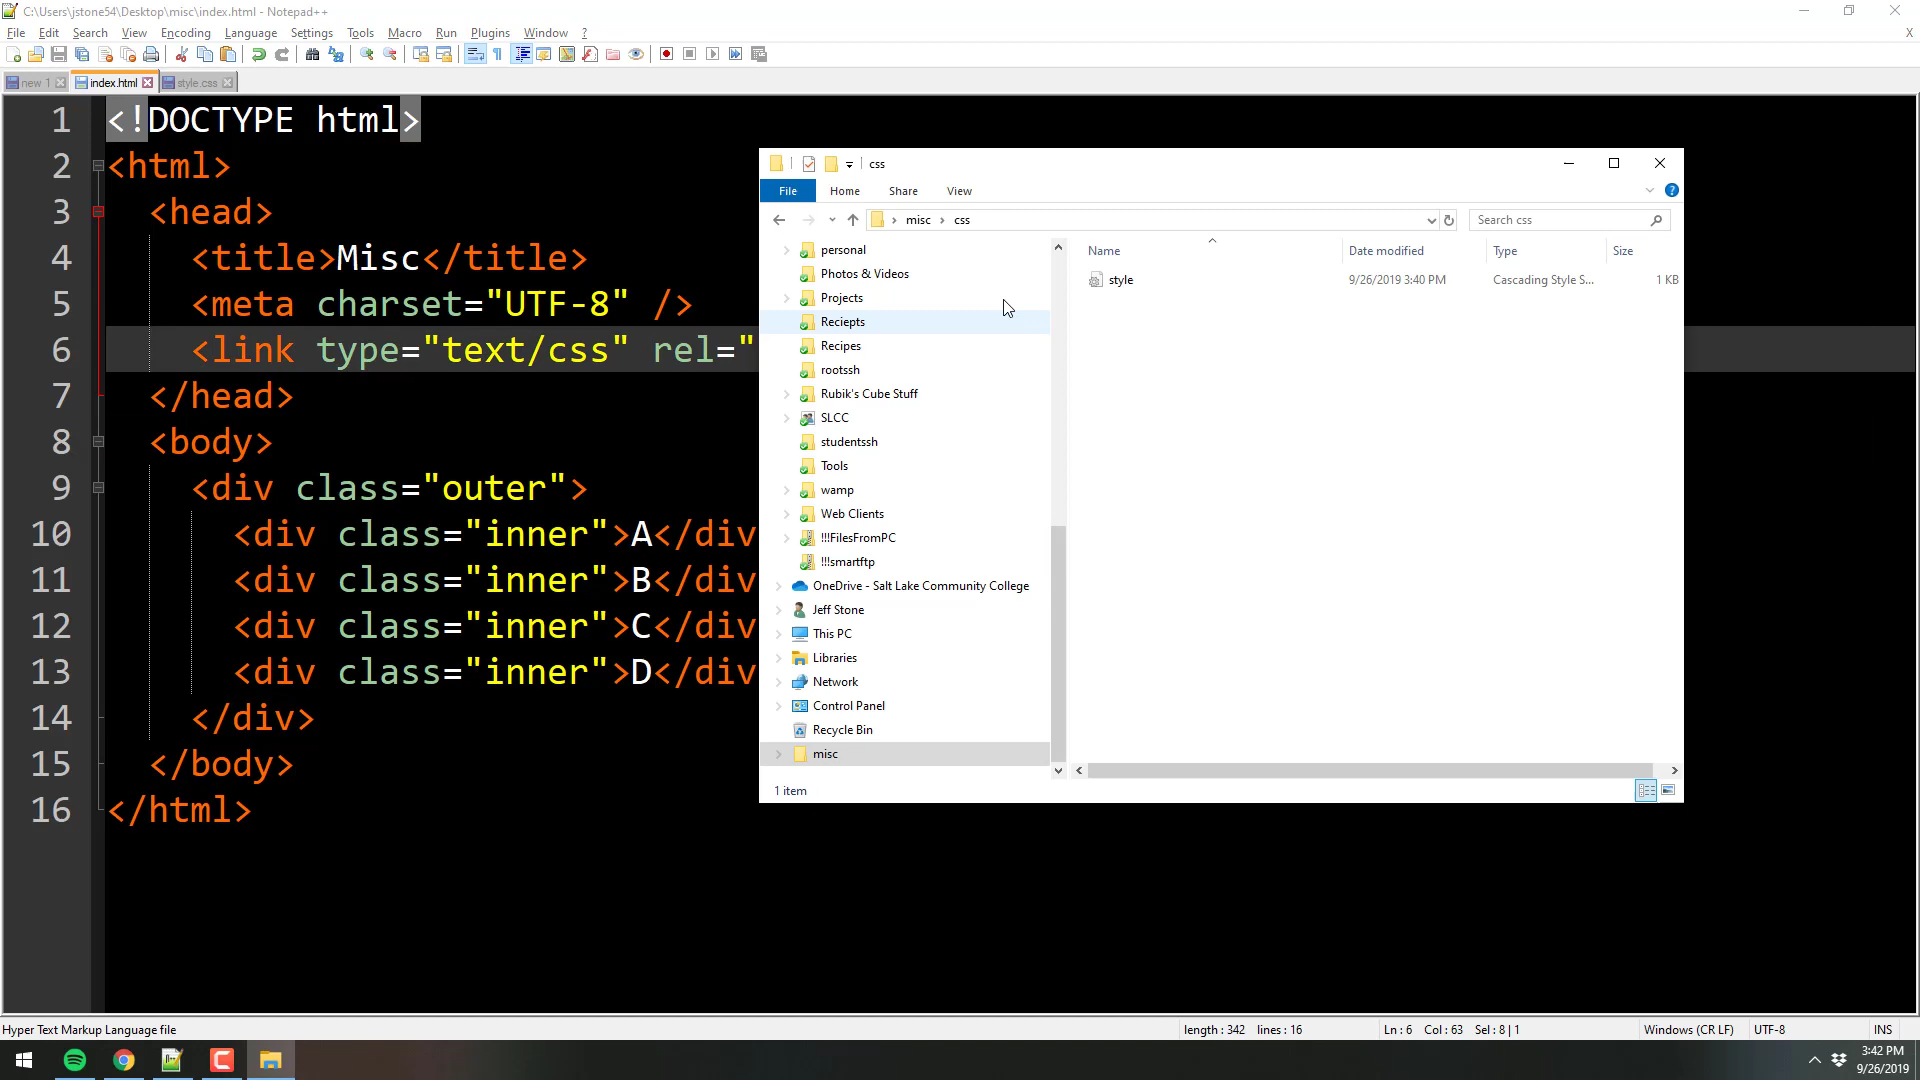 C:\Users\jstone54\Desktop\misc\index.html - Notepad++
File Edit Search View Encoding Language Settings Tools Macro Run Plugins Window ? X
new 1 index.html style.css
1 <!DOCTYPE html>
2 <html>
3 <head>
4 <title>Misc</title>
5 <meta charset="UTF-8" />
6 <link type="text/css" rel="
7 </head>
8 <body>
9 <div class="outer">
10 <div class="inner">A</div
11 <div class="inner">B</div
12 <div class="inner">C</div
13 <div class="inner">D</div
14 </div>
15 </body>
16 </html>
css
File Home Share View
misc › css
Search css
Name Date modified Type Size
style 9/26/2019 3:40 PM Cascading Style S... 1 KB
personal
Photos & Videos
Projects
Reciepts
Recipes
rootssh
Rubik's Cube Stuff
SLCC
studentssh
Tools
wamp
Web Clients
!!!FilesFromPC
!!!smartftp
OneDrive - Salt Lake Community College
Jeff Stone
This PC
Libraries
Network
Control Panel
Recycle Bin
misc
1 item
Hyper Text Markup Language file length : 342 lines : 16 Ln : 6 Col : 63 Sel : 8 | 1 Windows (CR LF) UTF-8 INS
3:42 PM
9/26/2019